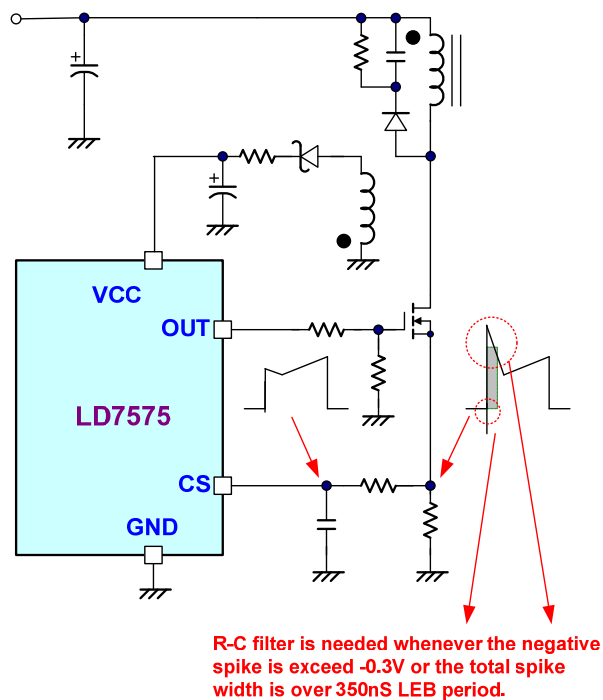 +
+
VCC
OUT
LD7575
CS
GND
R-C filter is needed whenever the negative
spike is exceed -0.3V or the total spike
width is over 350nS LEB period.